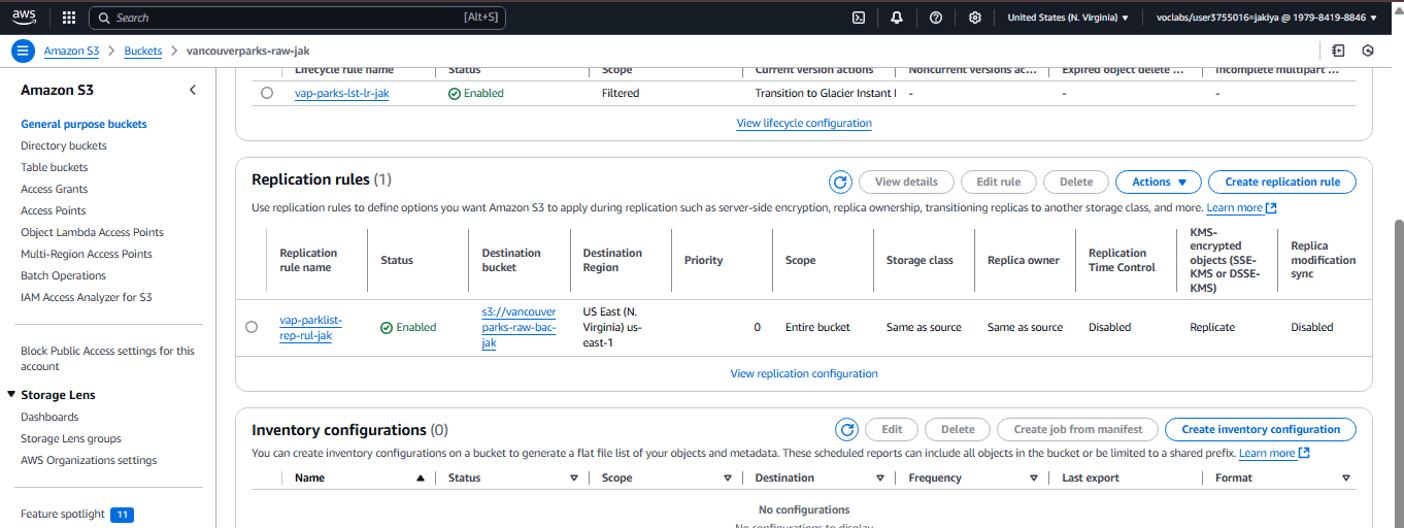 aws
Search [Alt+S]
United States (N. Virginia) ▼ voclabs/user3755016=jakiya @ 1979-8419-8846 ▼
Amazon S3 > Buckets > vancouverparks-raw-jak
Amazon S3
General purpose buckets
Directory buckets
Table buckets
Access Grants
Access Points
Object Lambda Access Points
Multi-Region Access Points
Batch Operations
IAM Access Analyzer for S3
Block Public Access settings for this
account
Storage Lens
Dashboards
Storage Lens groups
AWS Organizations settings
Feature spotlight 11
Lifecycle rule name Status Scope Current version actions Noncurrent versions ac... Expired object delete ... Incomplete multipart ...
vap-parks-lst-lr-jak Enabled Filtered Transition to Glacier Instant - - -
View lifecycle configuration
Replication rules (1) View details Edit rule Delete Actions ▼ Create replication rule
Use replication rules to define options you want Amazon S3 to apply during replication such as server-side encryption, replica ownership, transitioning replicas to another storage class, and more. Learn more
Replication
rule name
Status
Destination
bucket
Destination
Region
Priority
Scope
Storage class
Replica owner
Replication
Time Control
KMS-
encrypted
objects (SSE-
KMS or DSSE-
KMS)
Replica
modification
sync
vap-parklist-
rep-rul-jak
Enabled
s3://vancouver
parks-raw-bac-
jak
US East (N.
Virginia) us-
east-1
0
Entire bucket
Same as source
Same as source
Disabled
Replicate
Disabled
View replication configuration
Inventory configurations (0) Edit Delete Create job from manifest Create inventory configuration
You can create inventory configurations on a bucket to generate a flat file list of your objects and metadata. These scheduled reports can include all objects in the bucket or be limited to a shared prefix. Learn more
Name Status Scope Destination Frequency Last export Format
No configurations
No configurations to display